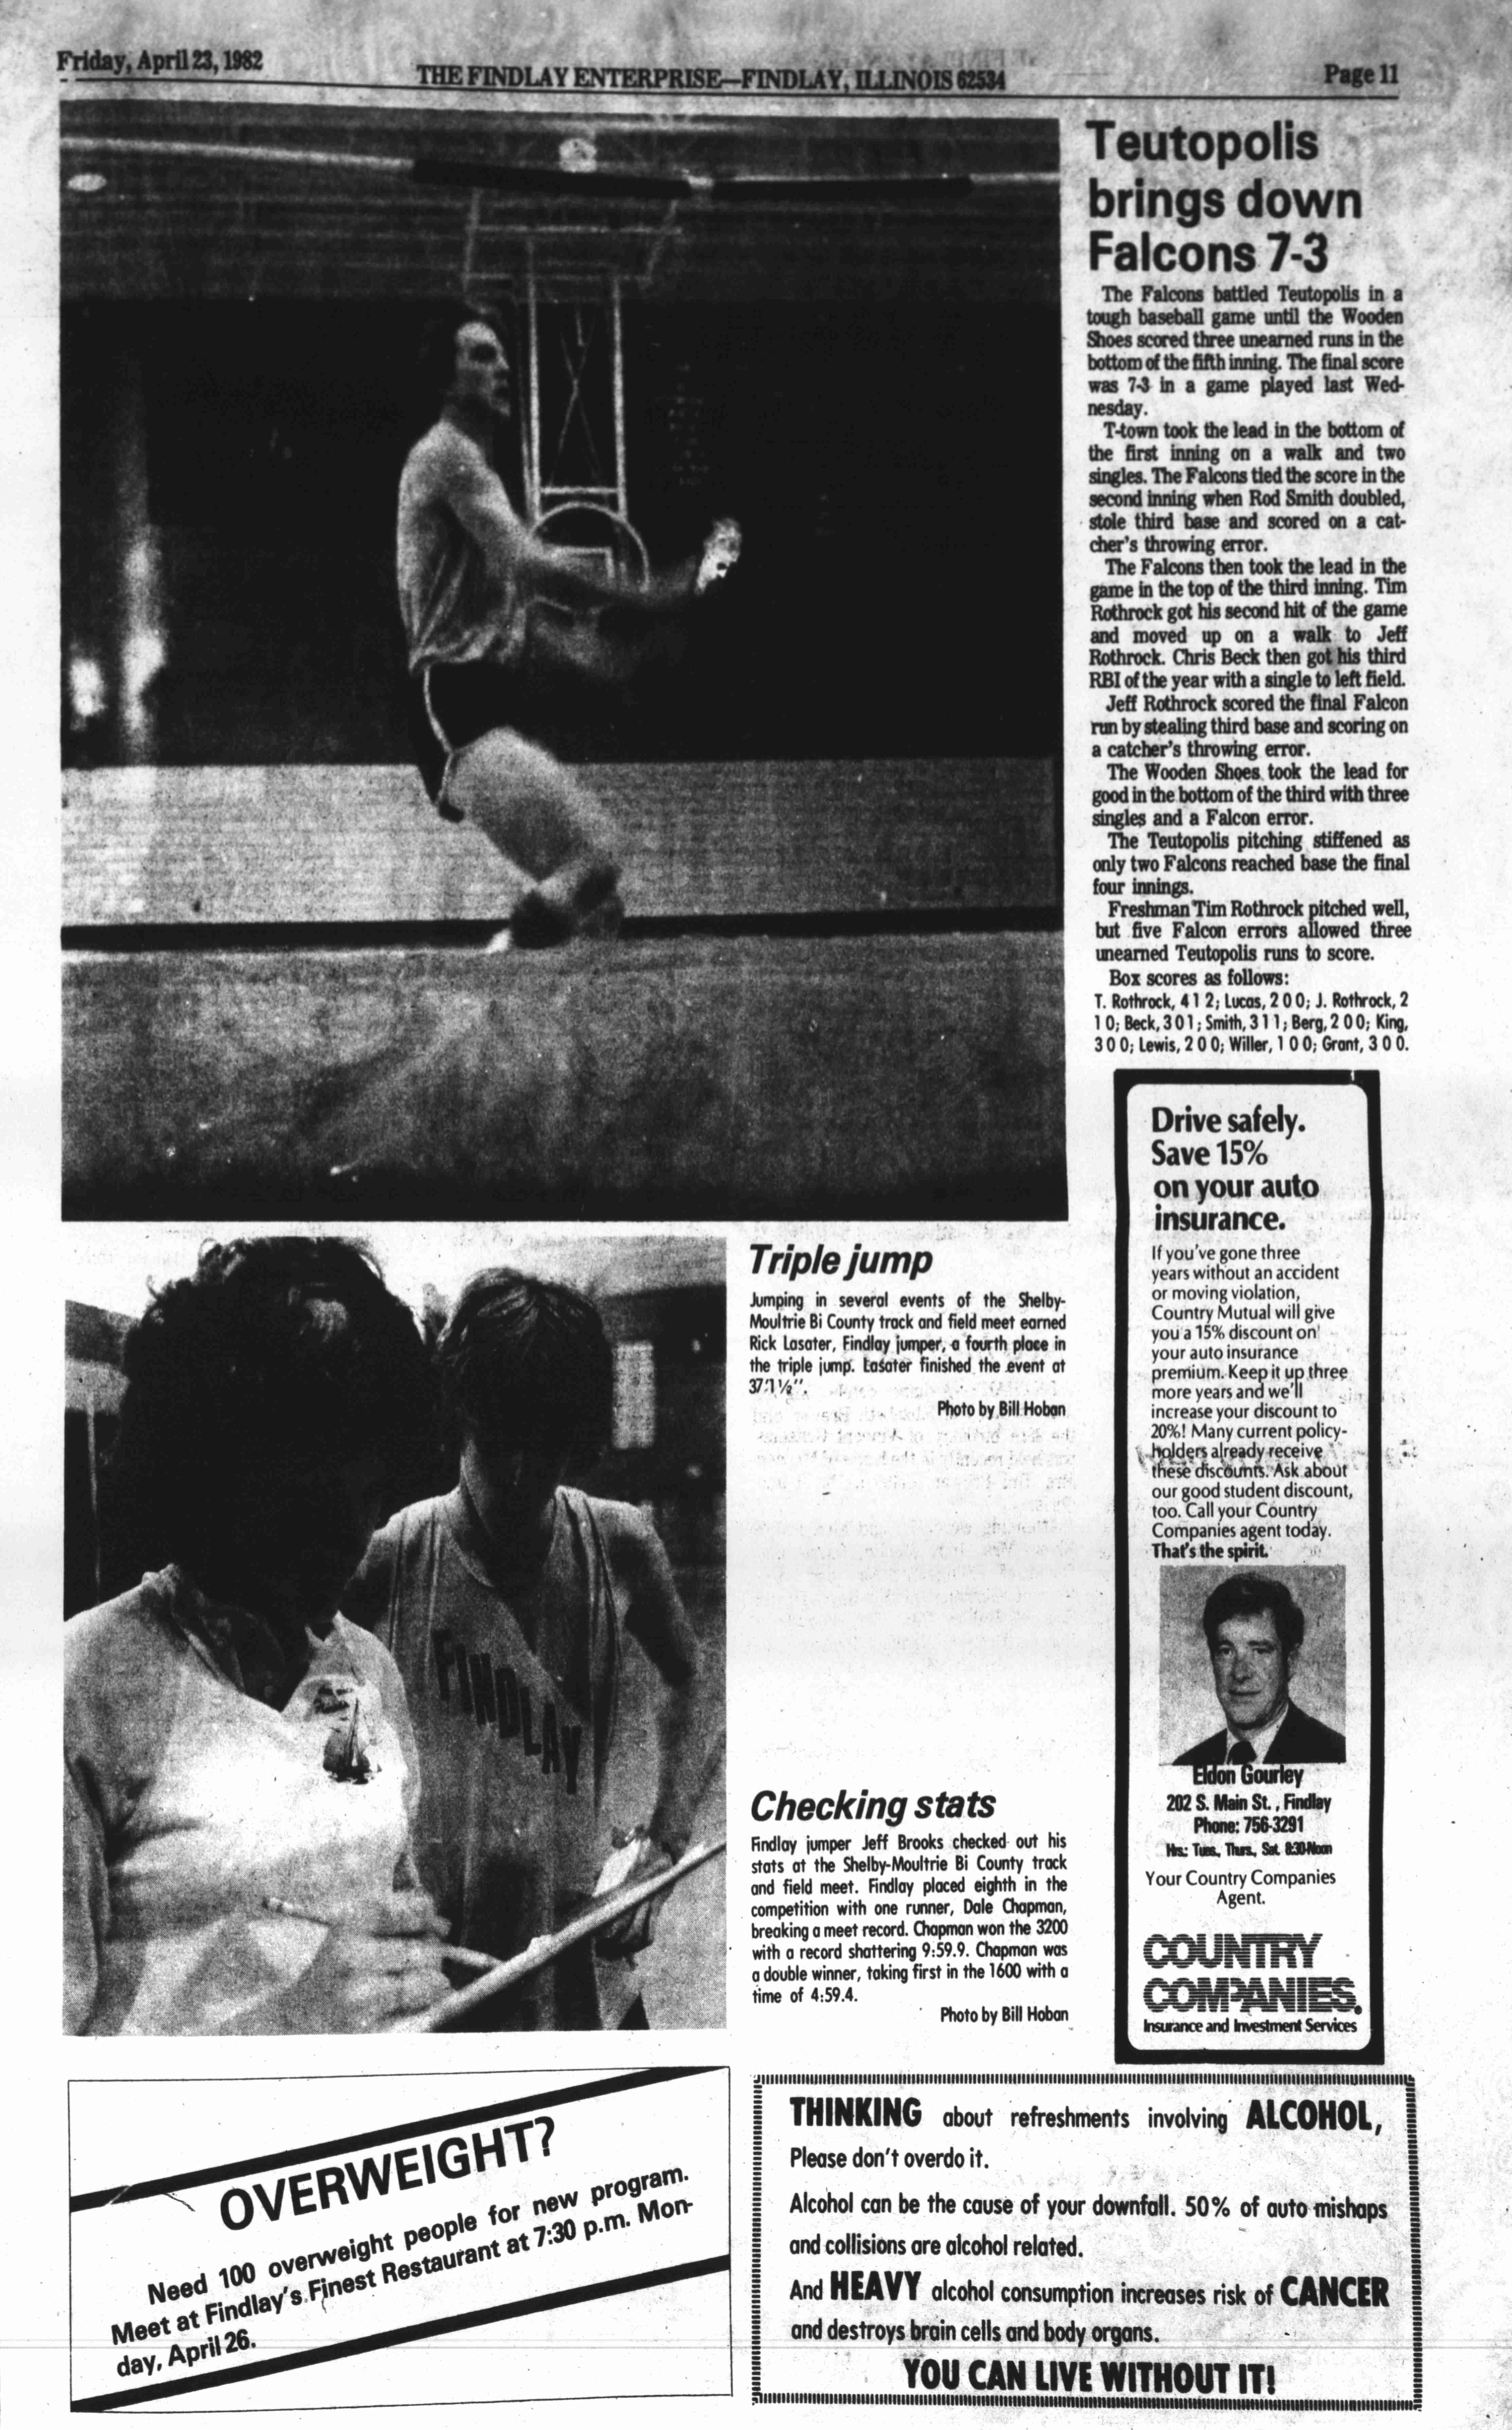 Friday, April 23, 1982
THE FINDLAY ENTERPRISE—FINDLAY, ILLINOIS 62534
Page 11
Teutopolis
brings down
Falcons 7-3
The Falcons battled Teutopolis in a
tough baseball game until the Wooden
Shoes scored three unearned runs in the
bottom of the fifth inning. The final score
was 7-3 in a game played last Wed-
nesday.
T-town took the lead in the bottom of
the first inning on a walk and two
singles. The Falcons tied the score in the
second inning when Rod Smith doubled,
stole third base and scored on a cat-
cher's throwing error.
The Falcons then took the lead in the
game in the top of the third inning. Tim
Rothrock got his second hit of the game
and moved up on a walk to Jeff
Rothrock. Chris Beck then got his third
RBI of the year with a single to left field.
Jeff Rothrock scored the final Falcon
run by stealing third base and scoring on
a catcher's throwing error.
The Wooden Shoes took the lead for
good in the bottom of the third with three
singles and a Falcon error.
The Teutopolis pitching stiffened as
only two Falcons reached base the final
four innings.
Freshman Tim Rothrock pitched well,
but five Falcon errors allowed three
unearned Teutopolis runs to score.
Box scores as follows:
T. Rothrock, 4 1 2; Lucas, 2 0 0; J. Rothrock, 2
1 0; Beck, 3 0 1; Smith, 3 1 1; Berg, 2 0 0; King,
3 0 0; Lewis, 2 0 0; Willer, 1 0 0; Grant, 3 0 0.
Triple jump
Jumping in several events of the Shelby-
Moultrie Bi County track and field meet earned
Rick Lasater, Findlay jumper, a fourth place in
the triple jump. Lasater finished the event at
37'1½".
Photo by Bill Hoban
FINDLAY
Checking stats
Findlay jumper Jeff Brooks checked out his
stats at the Shelby-Moultrie Bi County track
and field meet. Findlay placed eighth in the
competition with one runner, Dale Chapman,
breaking a meet record. Chapman won the 3200
with a record shattering 9:59.9. Chapman was
a double winner, taking first in the 1600 with a
time of 4:59.4.
Photo by Bill Hoban
Drive safely.
Save 15%
on your auto
insurance.
If you've gone three
years without an accident
or moving violation,
Country Mutual will give
you a 15% discount on
your auto insurance
premium. Keep it up three
more years and we'll
increase your discount to
20%! Many current policy-
holders already receive
these discounts. Ask about
our good student discount,
too. Call your Country
Companies agent today.
That's the spirit.
Eldon Gourley
202 S. Main St., Findlay
Phone: 756-3291
Hrs.: Tues., Thurs., Sat. 8:30-Noon
Your Country Companies
Agent.
COUNTRY
COMPANIES.
Insurance and Investment Services
OVERWEIGHT?
Need 100 overweight people for new program.
Meet at Findlay's Finest Restaurant at 7:30 p.m. Mon-
day, April 26.
THINKING about refreshments involving ALCOHOL,
Please don't overdo it.
Alcohol can be the cause of your downfall. 50% of auto mishaps
and collisions are alcohol related.
And HEAVY alcohol consumption increases risk of CANCER
and destroys brain cells and body organs.
YOU CAN LIVE WITHOUT IT!